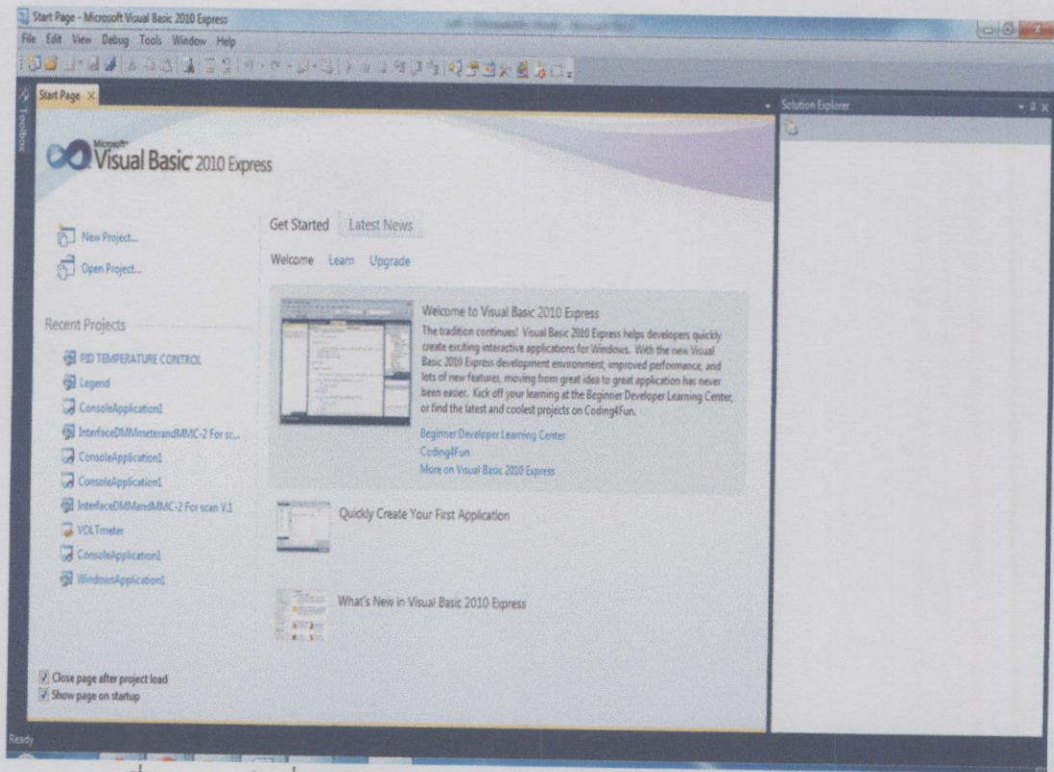 Start Page - Microsoft Visual Basic 2010 Express
File Edit View Debug Tools Window Help
Toolbox
Start Page
Solution Explorer
Microsoft
Visual Basic 2010 Express
New Project...
Open Project...
Recent Projects
PID TEMPERATURE CONTROL
Legend
ConsoleApplication1
InterfaceDMMmeterandMMC-2 For sc...
ConsoleApplication1
ConsoleApplication1
InterfaceDMMandMMC-2 For scan V.1
VOLTmeter
ConsoleApplication1
WindowsApplication1
Close page after project load
Show page on startup
Get Started Latest News
Welcome Learn Upgrade
Welcome to Visual Basic 2010 Express
The tradition continues! Visual Basic 2010 Express helps developers quickly
create exciting interactive applications for Windows. With the new Visual
Basic 2010 Express development environment, improved performance, and
lots of new features, moving from great idea to great application has never
been easier. Kick off your learning at the Beginner Developer Learning Center,
or find the latest and coolest projects on Coding4Fun.
Beginner Developer Learning Center
Coding4Fun
More on Visual Basic 2010 Express
Quickly Create Your First Application
What's New in Visual Basic 2010 Express
Ready